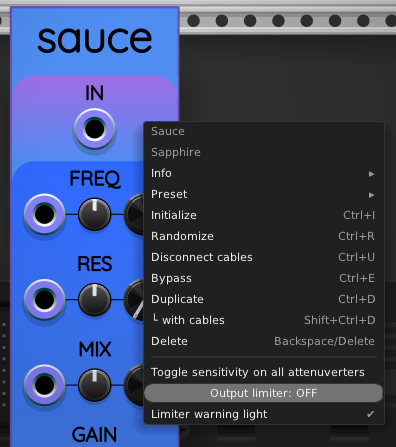 sauce
IN
FREQ
RES
MIX
GAIN
Sauce
Sapphire
Info ▸
Preset ▸
Initialize Ctrl+I
Randomize Ctrl+R
Disconnect cables Ctrl+U
Bypass Ctrl+E
Duplicate Ctrl+D
└ with cables Shift+Ctrl+D
Delete Backspace/Delete
Toggle sensitivity on all attenuverters
Output limiter: OFF
Limiter warning light ✔